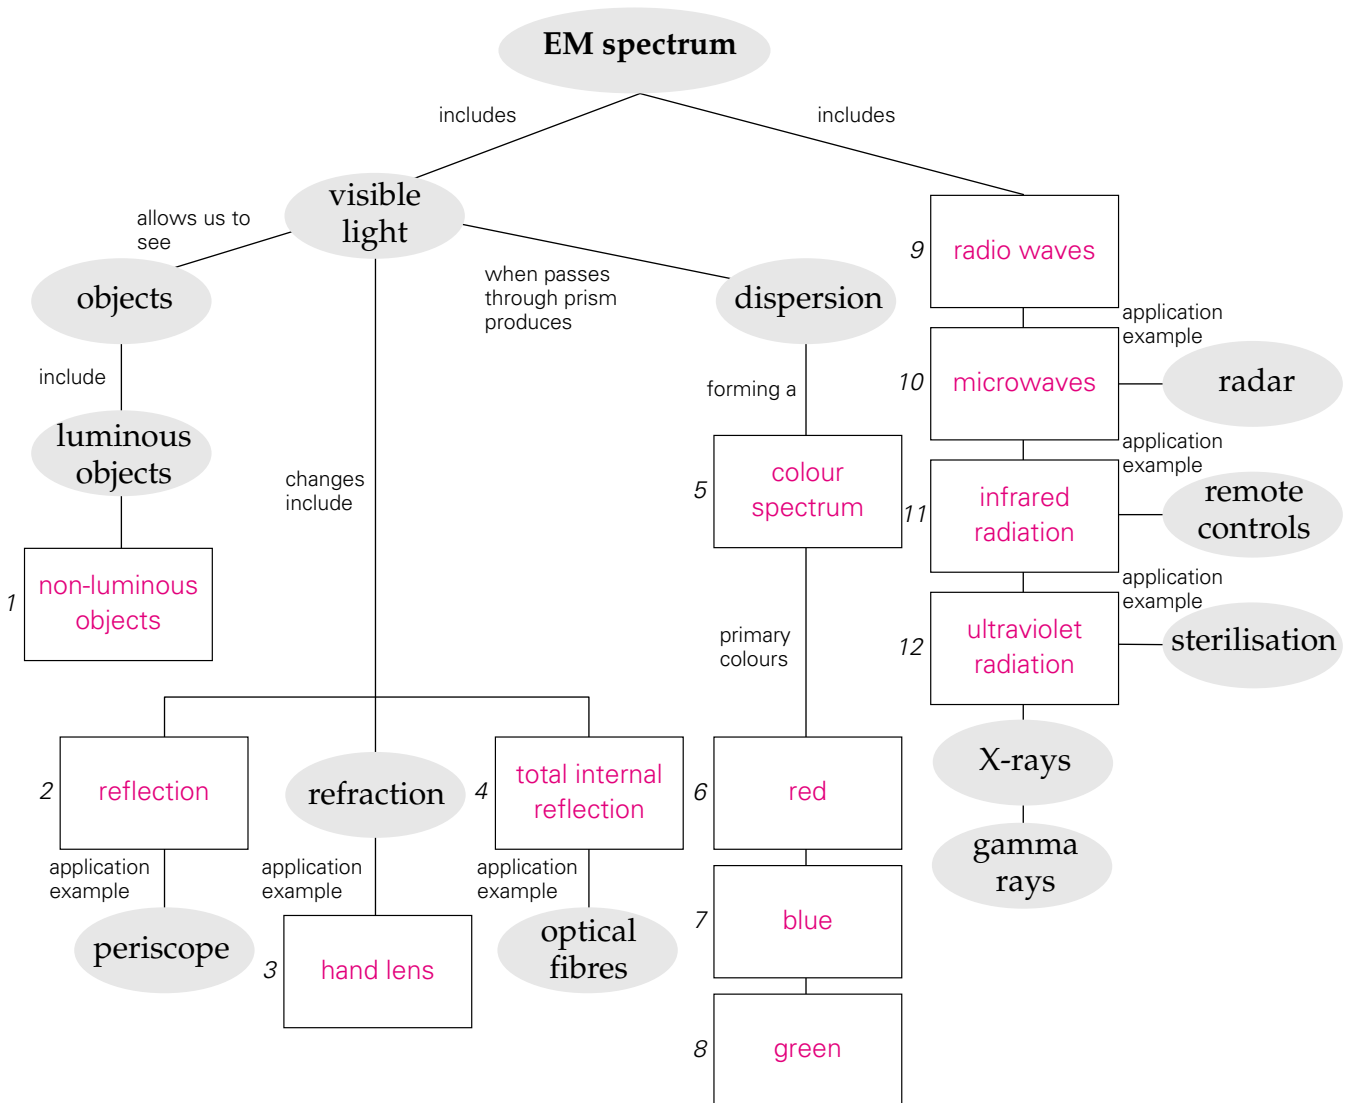 EM spectrum
includes
includes
visible
light
allows us to
see
objects
include
luminous
objects
1
non-luminous
objects
changes
include
2
reflection
application
example
periscope
refraction
application
example
3
hand lens
4
total internal
reflection
application
example
optical
fibres
when passes
through prism
produces
dispersion
forming a
5
colour
spectrum
primary
colours
6
red
7
blue
8
green
9
radio waves
10
microwaves
application
example
radar
11
infrared
radiation
application
example
remote
controls
12
ultraviolet
radiation
application
example
sterilisation
X-rays
gamma
rays